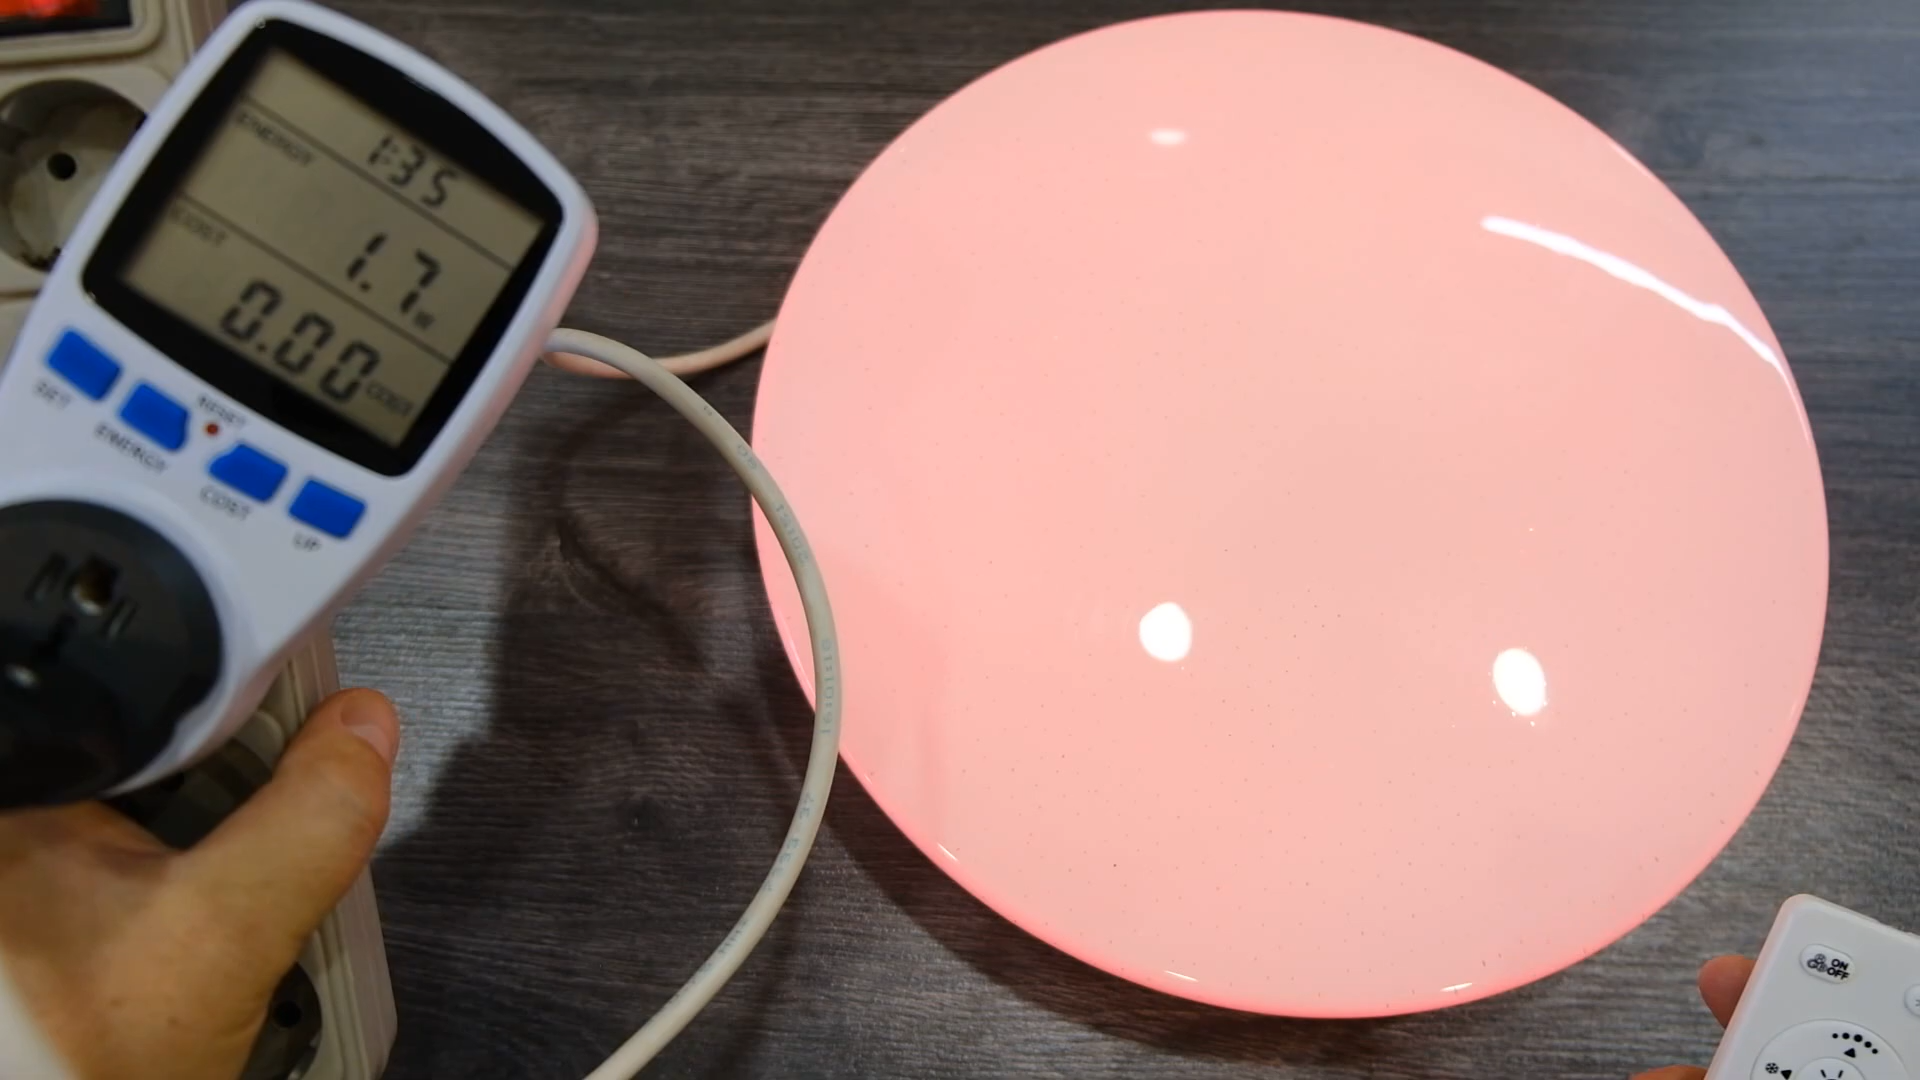 ENERGY
1:35
1.7 W
COST
0.00 COST
SET
ENERGY
RESET
COST
UP
ON
OFF